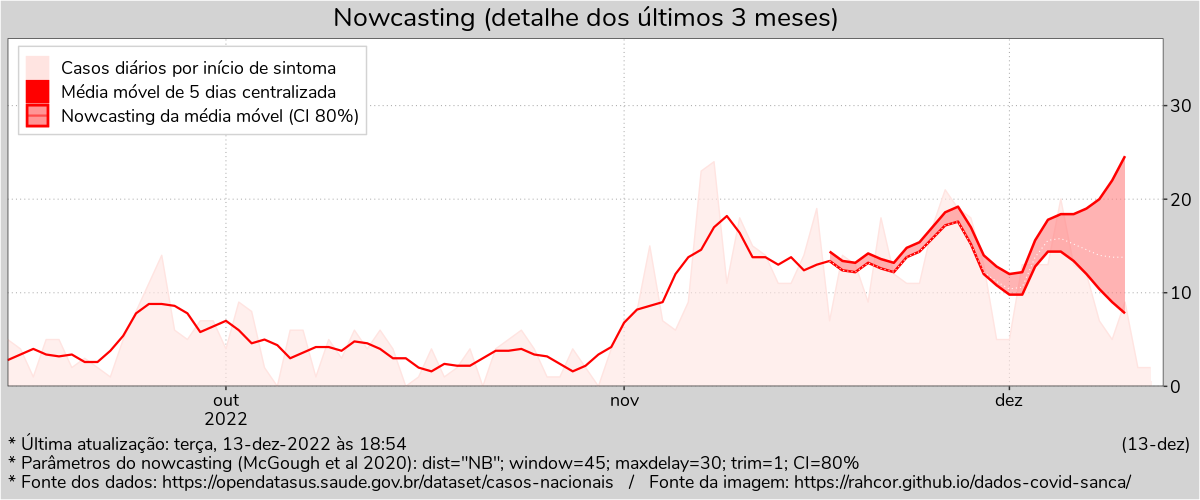 Nowcasting (detalhe dos últimos 3 meses)
Casos diários por início de sintoma
Média móvel de 5 dias centralizada
Nowcasting da média móvel (CI 80%)
30
20
10
0
out
2022
nov
dez
* Última atualização: terça, 13-dez-2022 às 18:54
(13-dez)
* Parâmetros do nowcasting (McGough et al 2020): dist="NB"; window=45; maxdelay=30; trim=1; CI=80%
* Fonte dos dados: https://opendatasus.saude.gov.br/dataset/casos-nacionais / Fonte da imagem: https://rahcor.github.io/dados-covid-sanca/